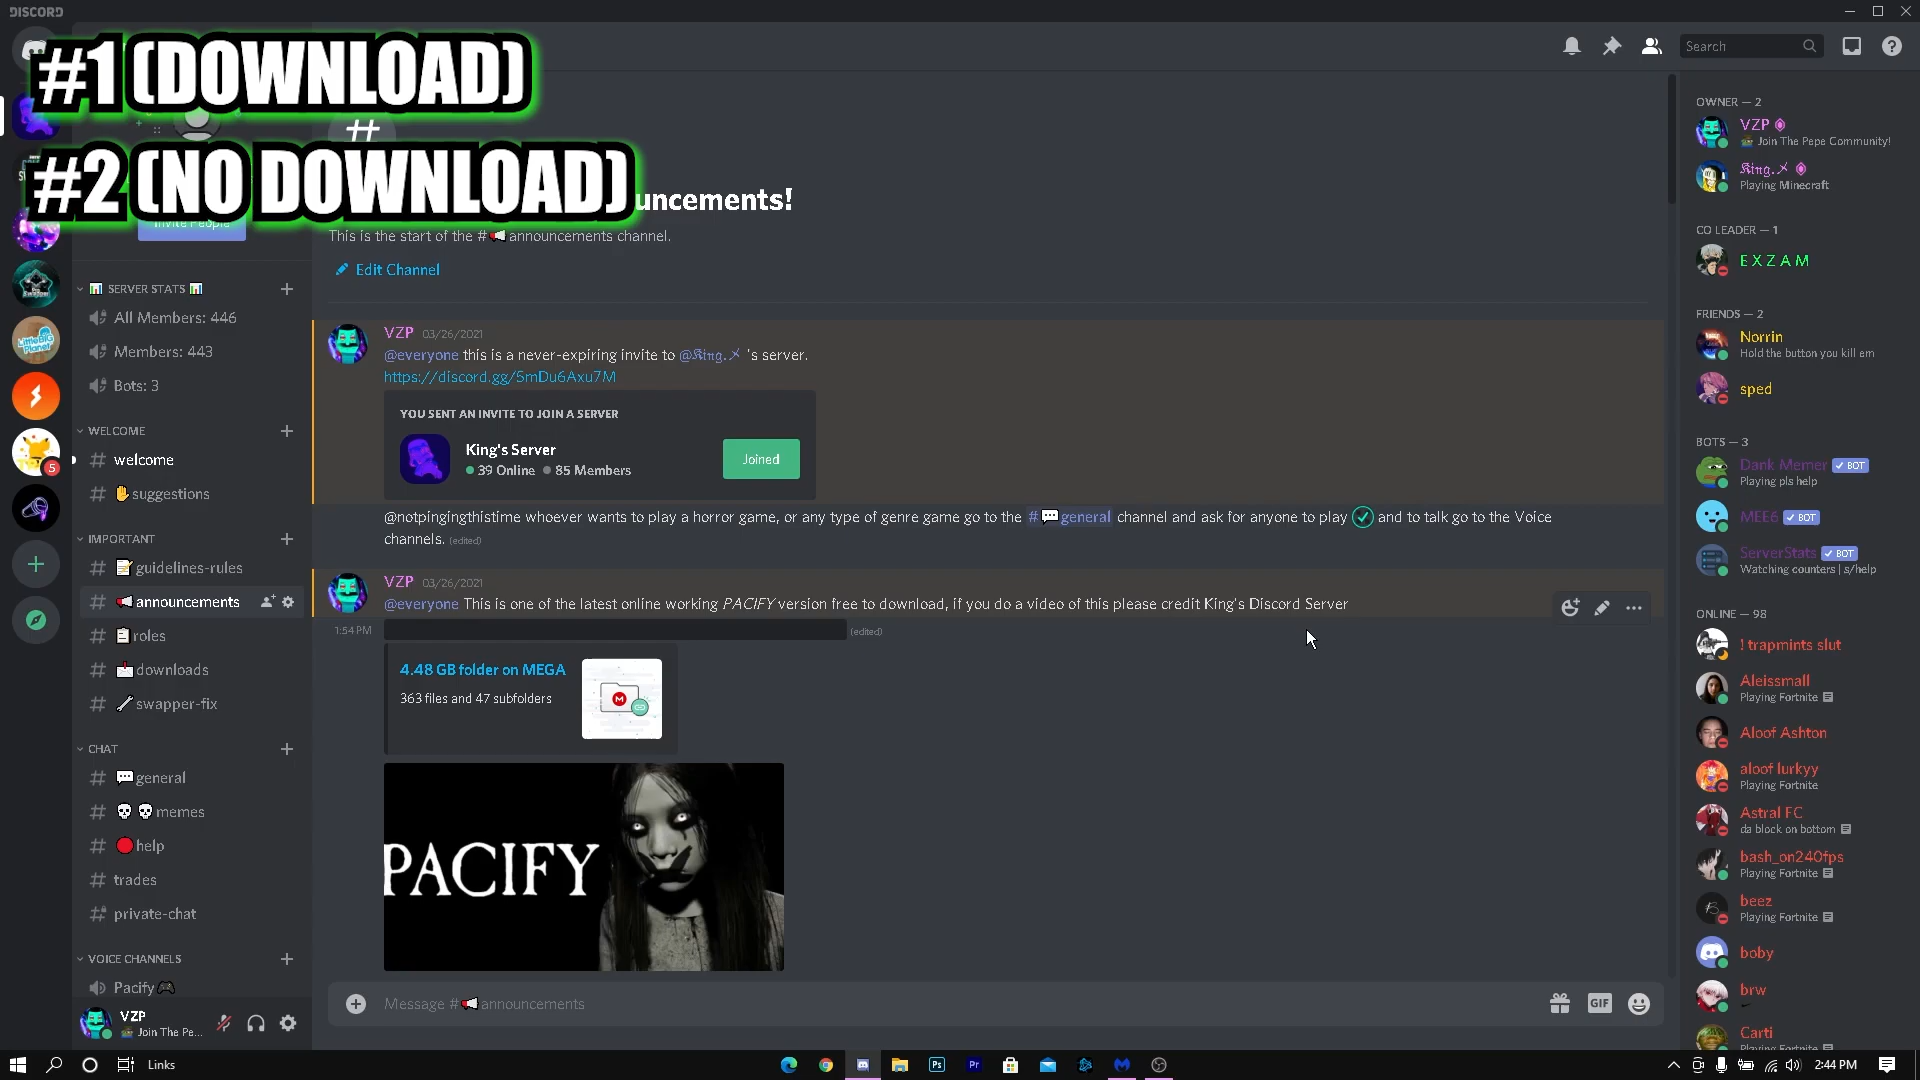 DISCORD
#1 (DOWNLOAD)
#2 (NO DOWNLOAD)
Search
uncements!
Invite People
This is the start of the #📢announcements channel.
Edit Channel
📊 SERVER STATS 📊
All Members: 446
Members: 443
Bots: 3
WELCOME
welcome
✋suggestions
IMPORTANT
📝guidelines-rules
📢announcements
📋roles
📩downloads
🔧swapper-fix
CHAT
💬general
💀💀memes
🔴help
trades
private-chat
VOICE CHANNELS
Pacify🎮
VZP
Join The Pe...
5
VZP 03/26/2021
@everyone this is a never-expiring invite to @𝔎𝔦𝔫𝔤.メ 's server.
https://discord.gg/5mDu6Axu7M
YOU SENT AN INVITE TO JOIN A SERVER
King's Server
39 Online 85 Members
Joined
@notpingingthistime whoever wants to play a horror game, or any type of genre game go to the #💬general channel and ask for anyone to play ✓ and to talk go to the Voice
channels. (edited)
VZP 03/26/2021
@everyone This is one of the latest online working PACIFY version free to download, if you do a video of this please credit King's Discord Server
1:54 PM (edited)
4.48 GB folder on MEGA
363 files and 47 subfolders
M
PACIFY
Message #📢announcements
GIF
OWNER — 2
VZP
Join The Pepe Community!
𝔎𝔦𝔫𝔤.メ
Playing Minecraft
CO LEADER — 1
E X Z A M
FRIENDS — 2
Norrin
Hold the button you kill em
sped
BOTS — 3
Dank Memer ✓ BOT
Playing pls help
MEE6 ✓ BOT
ServerStats ✓ BOT
Watching counters | s/help
ONLINE — 98
! trapmints slut
Aleissmall
Playing Fortnite
Aloof Ashton
aloof lurkyy
Playing Fortnite
Astral FC
da block on bottom
bash_on240fps
Playing Fortnite
beez
Playing Fortnite
boby
brw
Carti
Playing Fortnite
Links
Ps
Pr
2:44 PM